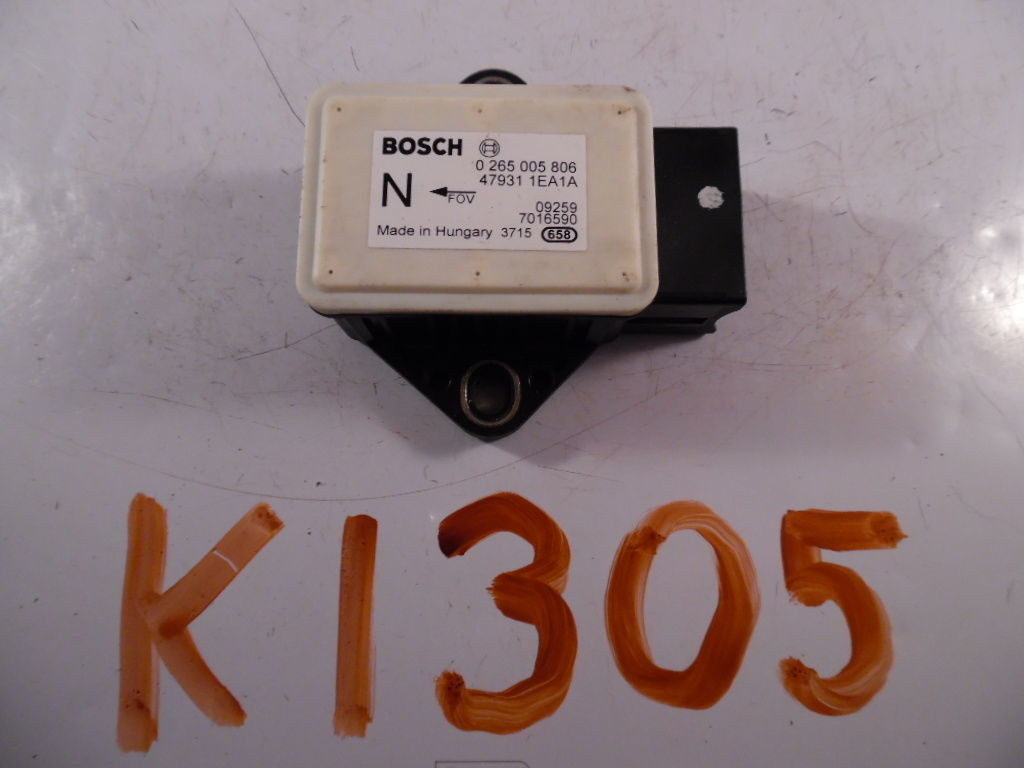 BOSCH
0 265 005 806
47931 1EA1A
N
FOV
09259
7016590
Made in Hungary 3715 658
K1305